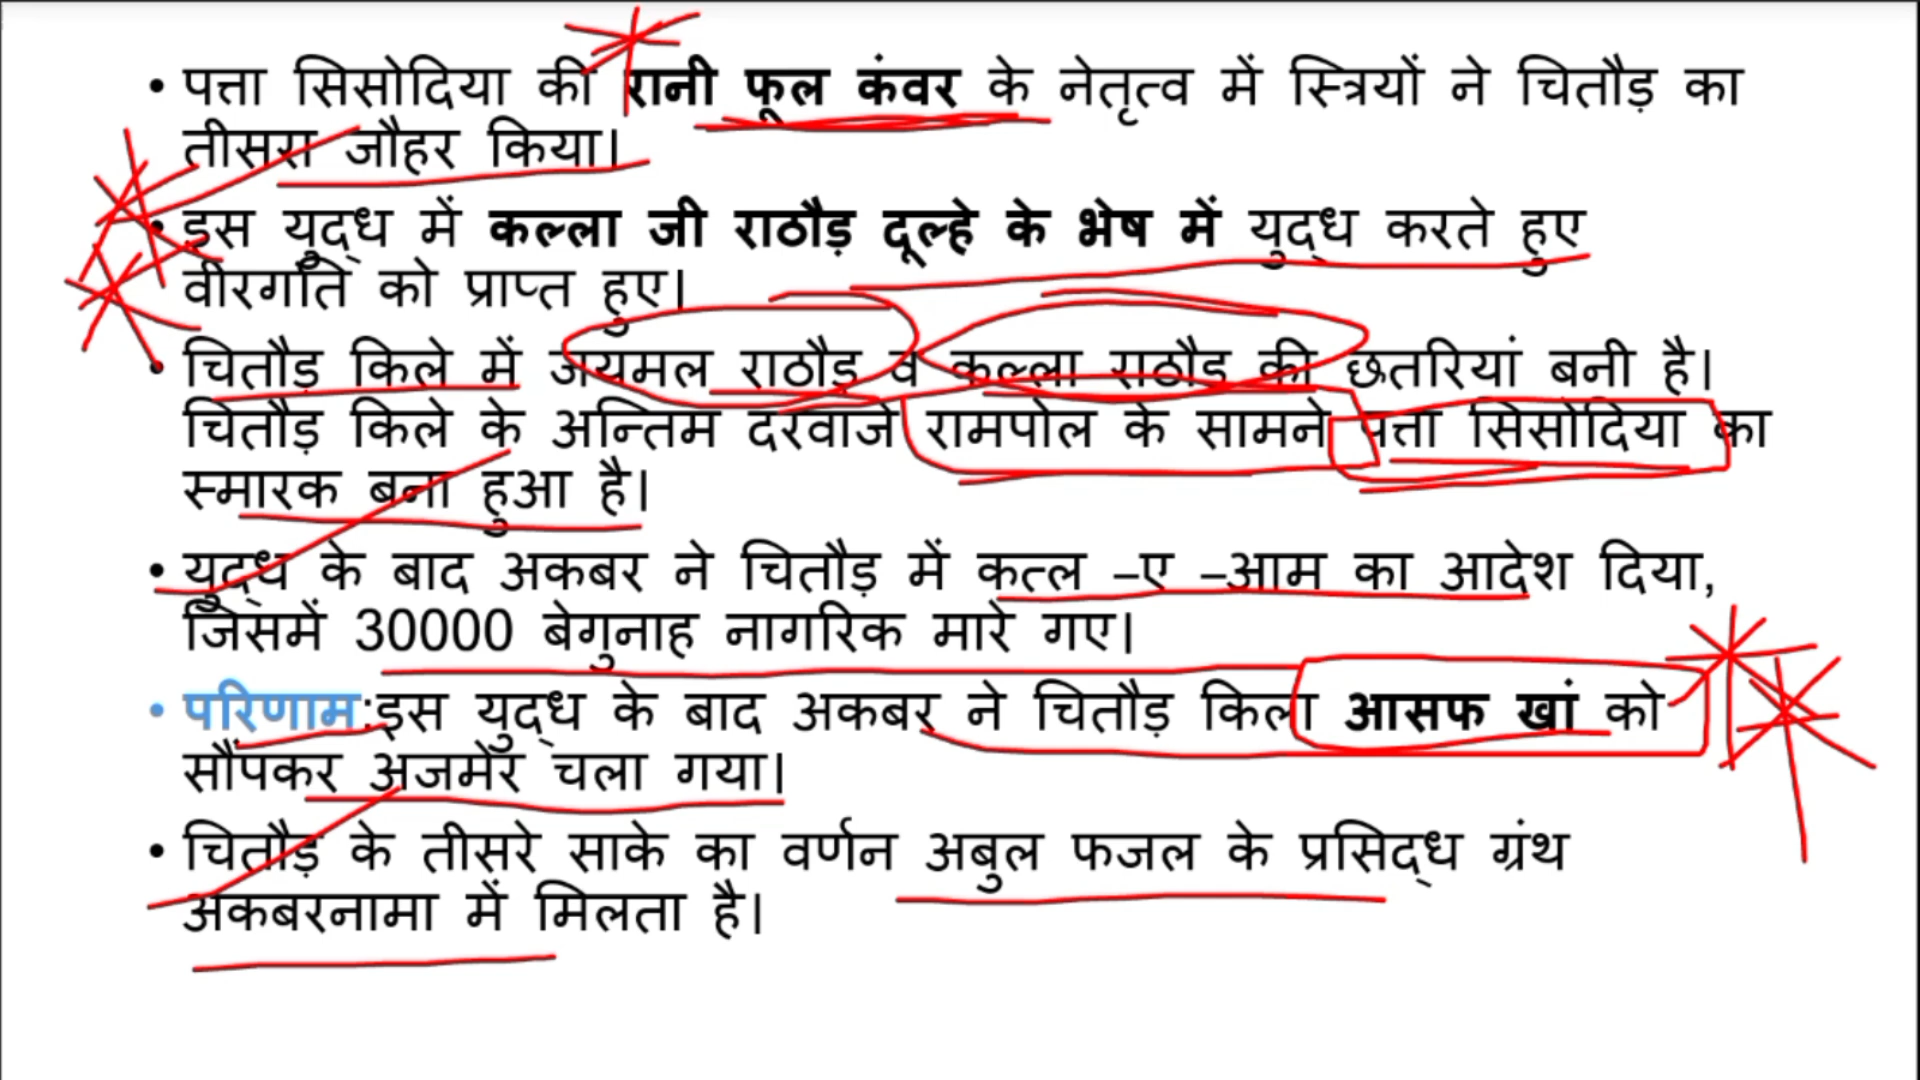 • पत्ता सिसोदिया की रानी फूल कंवर के नेतृत्व में स्त्रियों ने चितौड़ का
तीसरा जौहर किया।
• इस युद्ध में कल्ला जी राठौड़ दूल्हे के भेष में युद्ध करते हुए
वीरगति को प्राप्त हुए।
• चितौड़ किले में जयमल राठौड़ व कल्ला राठौड़ की छतरियां बनी है।
चितौड़ किले के अन्तिम दरवाजे रामपोल के सामने पत्ता सिसोदिया का
स्मारक बना हुआ है।
• युद्ध के बाद अकबर ने चितौड़ में कत्ल –ए –आम का आदेश दिया,
जिसमें 30000 बेगुनाह नागरिक मारे गए।
• परिणाम:इस युद्ध के बाद अकबर ने चितौड़ किला आसफ खां को
सौंपकर अजमेर चला गया।
• चितौड़ के तीसरे साके का वर्णन अबुल फजल के प्रसिद्ध ग्रंथ
अकबरनामा में मिलता है।